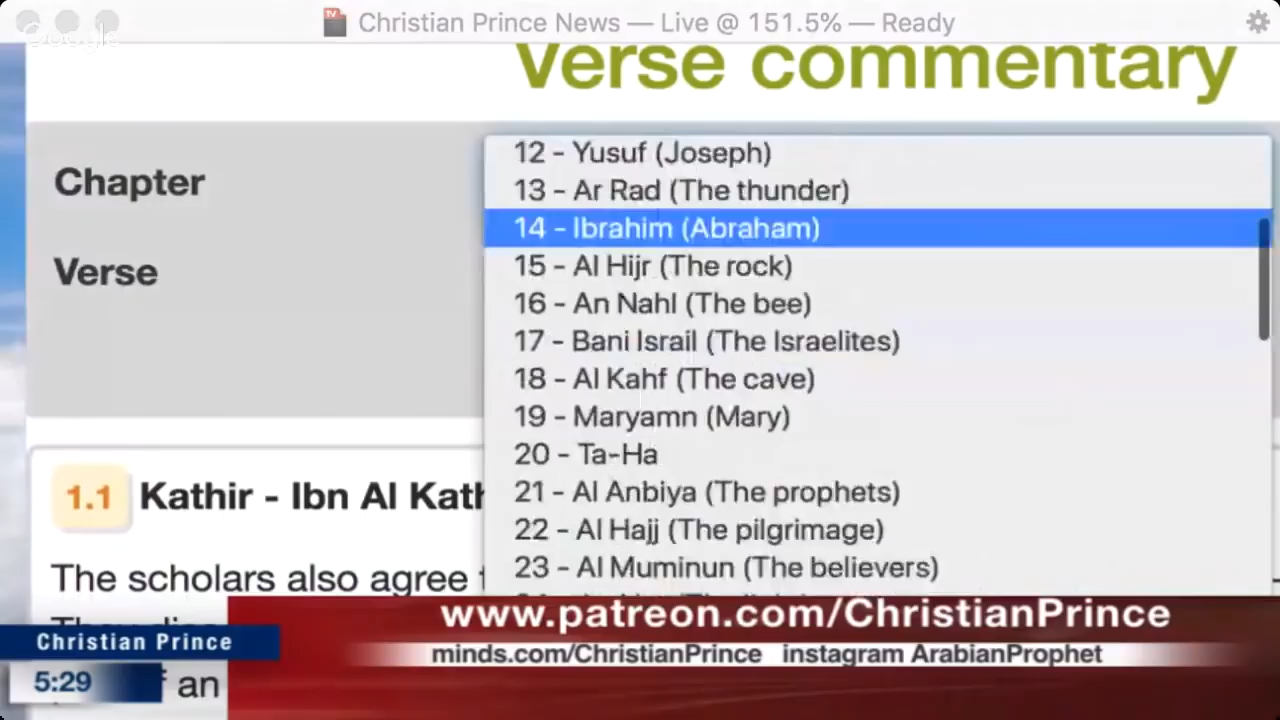 Christian Prince News — Live @ 151.5% — Ready
Google
Verse commentary
Chapter
Verse
12 - Yusuf (Joseph)
13 - Ar Rad (The thunder)
14 - Ibrahim (Abraham)
15 - Al Hijr (The rock)
16 - An Nahl (The bee)
17 - Bani Israil (The Israelites)
18 - Al Kahf (The cave)
19 - Maryamn (Mary)
20 - Ta-Ha
21 - Al Anbiya (The prophets)
22 - Al Hajj (The pilgrimage)
23 - Al Muminun (The believers)
1.1 Kathir - Ibn Al Kath
The scholars also agree
www.patreon.com/ChristianPrince
Christian Prince
minds.com/ChristianPrince instagram ArabianProphet
5:29
an